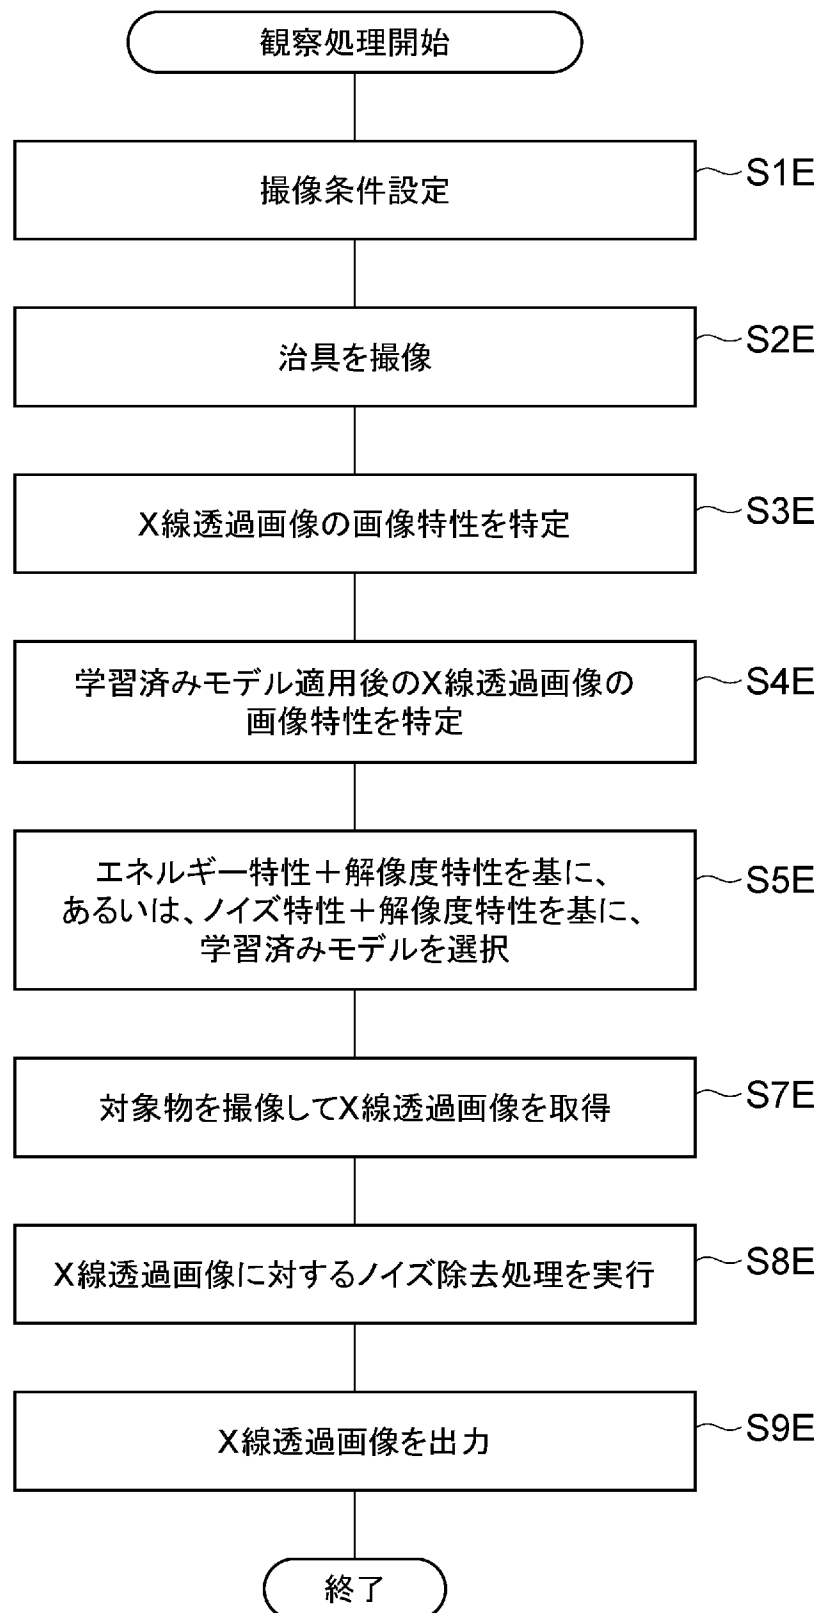 観察処理開始
撮像条件設定
S1E
治具を撮像
S2E
X線透過画像の画像特性を特定
S3E
学習済みモデル適用後のX線透過画像の
画像特性を特定
S4E
エネルギー特性+解像度特性を基に、
あるいは、ノイズ特性+解像度特性を基に、
学習済みモデルを選択
S5E
対象物を撮像してX線透過画像を取得
S7E
X線透過画像に対するノイズ除去処理を実行
S8E
X線透過画像を出力
S9E
終了